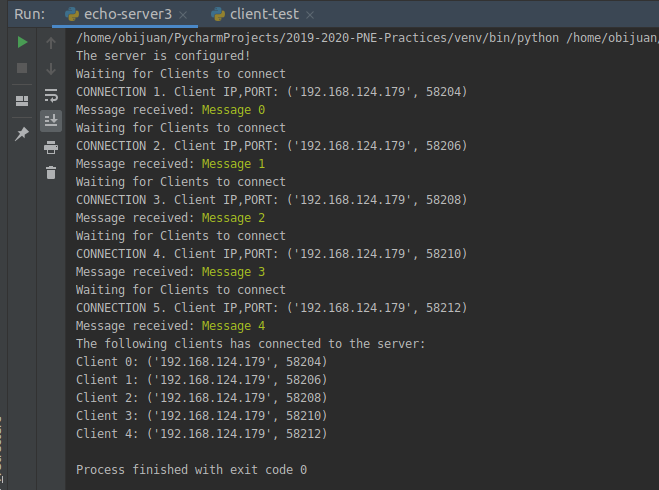 Run: echo-server3 client-test
/home/obijuan/PycharmProjects/2019-2020-PNE-Practices/venv/bin/python /home/obijuan/
The server is configured!
Waiting for Clients to connect
CONNECTION 1. Client IP,PORT: ('192.168.124.179', 58204)
Message received: Message 0
Waiting for Clients to connect
CONNECTION 2. Client IP,PORT: ('192.168.124.179', 58206)
Message received: Message 1
Waiting for Clients to connect
CONNECTION 3. Client IP,PORT: ('192.168.124.179', 58208)
Message received: Message 2
Waiting for Clients to connect
CONNECTION 4. Client IP,PORT: ('192.168.124.179', 58210)
Message received: Message 3
Waiting for Clients to connect
CONNECTION 5. Client IP,PORT: ('192.168.124.179', 58212)
Message received: Message 4
The following clients has connected to the server:
Client 0: ('192.168.124.179', 58204)
Client 1: ('192.168.124.179', 58206)
Client 2: ('192.168.124.179', 58208)
Client 3: ('192.168.124.179', 58210)
Client 4: ('192.168.124.179', 58212)
Process finished with exit code 0